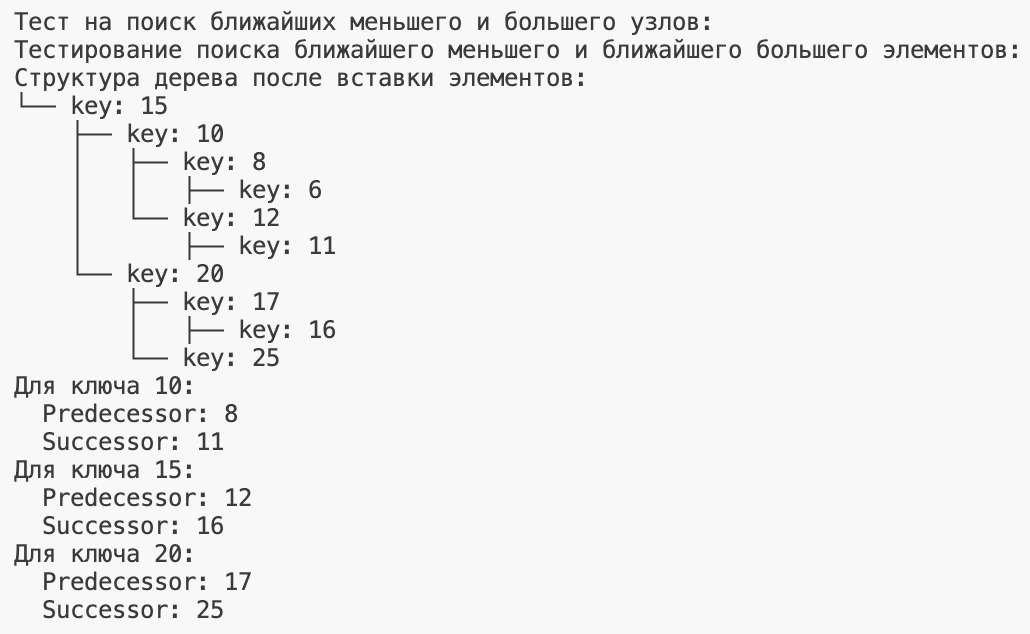 Тест на поиск ближайших меньшего и большего узлов:
Тестирование поиска ближайшего меньшего и ближайшего большего элементов:
Структура дерева после вставки элементов:
└── key: 15
    ├── key: 10
    │   ├── key: 8
    │   │   ├── key: 6
    │   └── key: 12
    │       ├── key: 11
    └── key: 20
        ├── key: 17
        │   ├── key: 16
        └── key: 25
Для ключа 10:
  Predecessor: 8
  Successor: 11
Для ключа 15:
  Predecessor: 12
  Successor: 16
Для ключа 20:
  Predecessor: 17
  Successor: 25